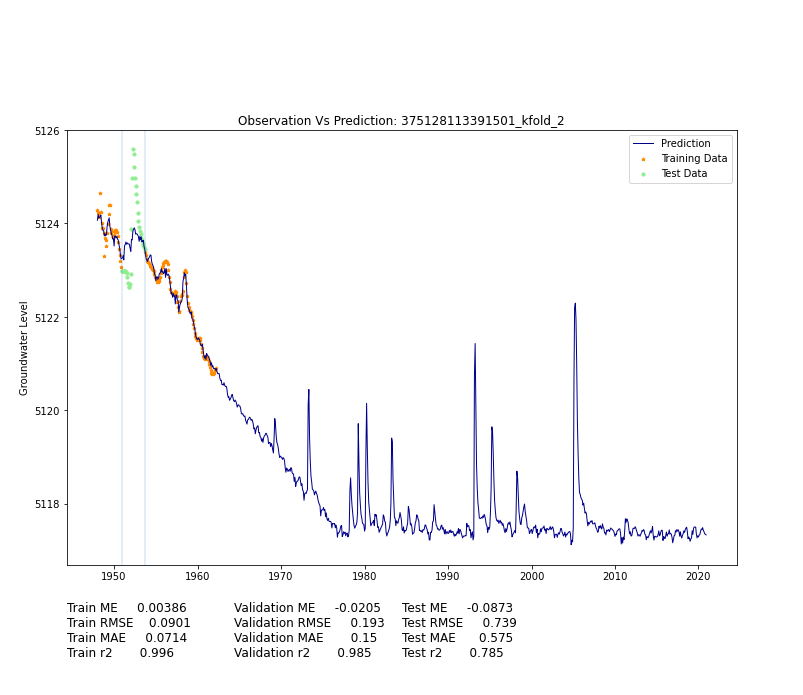 Observation Vs Prediction: 375128113391501_kfold_2
5126
5124
5122
5120
5118
Groundwater Level
Prediction
Training Data
Test Data
1950 1960 1970 1980 1990 2000 2010 2020
Train ME 0.00386 Validation ME -0.0205 Test ME -0.0873
Train RMSE 0.0901 Validation RMSE 0.193 Test RMSE 0.739
Train MAE 0.0714 Validation MAE 0.15 Test MAE 0.575
Train r2 0.996 Validation r2 0.985 Test r2 0.785